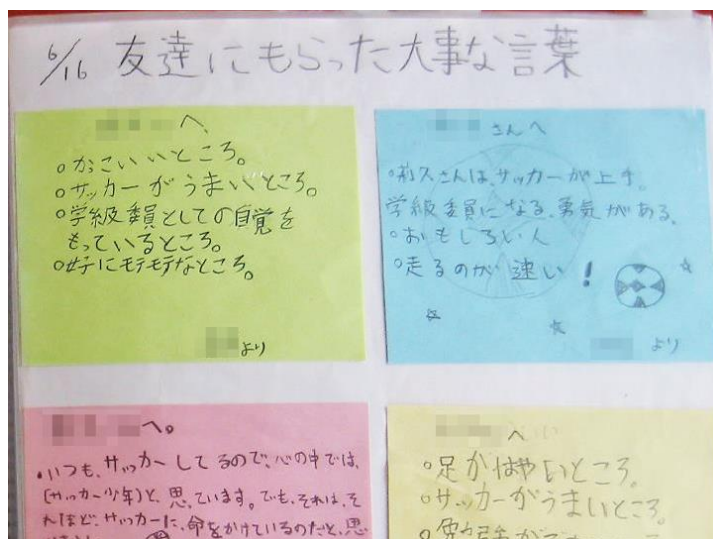 6/16 友達にもらった大事な言葉
へ、
○かっこいいところ。
○サッカーがうまいところ。
○学級委員としての自覚を
もっているところ。
○女子にモテモテなところ。
より
さんへ
さんは、サッカーが上手。
学級委員になる、勇気がある。
○おもしろい人
○走るのが速い!
より
へ。
・いつも、サッカーしてるので、心の中では、
(サッカー少年)と、思っています。でも、それは、そ
れほど、サッカーに、命をかけているのだと、思
へ
○足がはやいところ。
○サッカーがうまいところ。